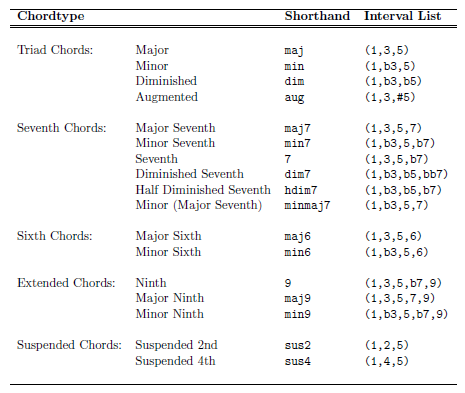 Chordtype Shorthand Interval List
Triad Chords: Major maj (1,3,5)
Minor min (1,b3,5)
Diminished dim (1,b3,b5)
Augmented aug (1,3,#5)
Seventh Chords: Major Seventh maj7 (1,3,5,7)
Minor Seventh min7 (1,b3,5,b7)
Seventh 7 (1,3,5,b7)
Diminished Seventh dim7 (1,b3,b5,bb7)
Half Diminished Seventh hdim7 (1,b3,b5,b7)
Minor (Major Seventh) minmaj7 (1,b3,5,7)
Sixth Chords: Major Sixth maj6 (1,3,5,6)
Minor Sixth min6 (1,b3,5,6)
Extended Chords: Ninth 9 (1,3,5,b7,9)
Major Ninth maj9 (1,3,5,7,9)
Minor Ninth min9 (1,b3,5,b7,9)
Suspended Chords: Suspended 2nd sus2 (1,2,5)
Suspended 4th sus4 (1,4,5)